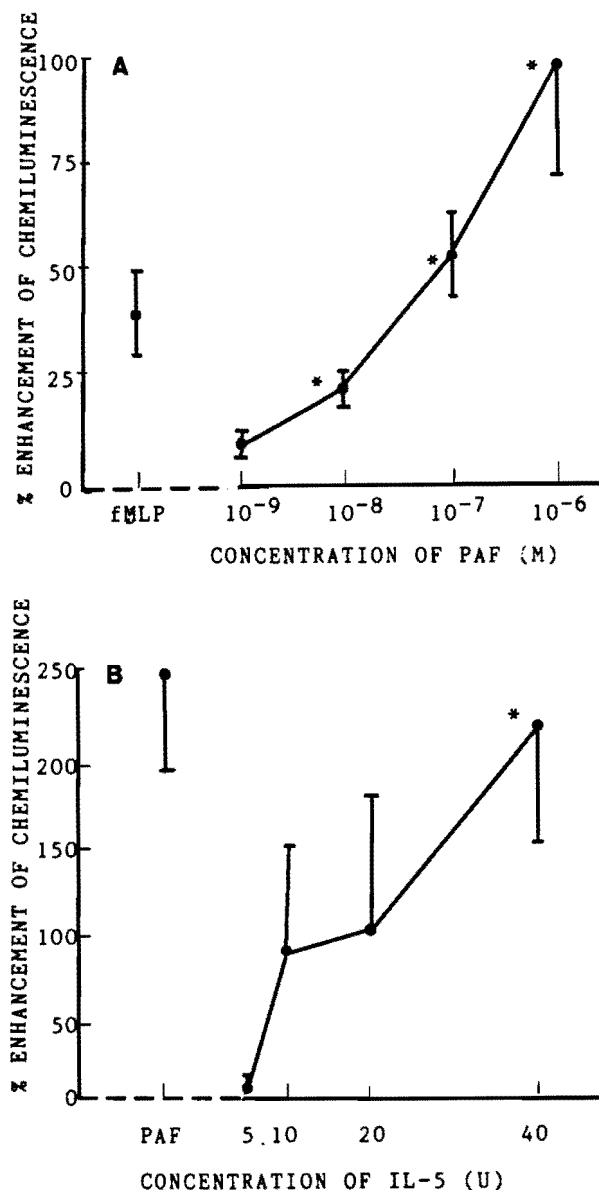 % ENHANCEMENT OF CHEMILUMINESCENCE
A
100
75
50
25
0
*
*
*
fMLP 10-9 10-8 10-7 10-6
CONCENTRATION OF PAF (M)
% ENHANCEMENT OF CHEMILUMINESCENCE
B
250
200
150
100
50
0
*
PAF 5.10 20 40
CONCENTRATION OF IL-5 (U)